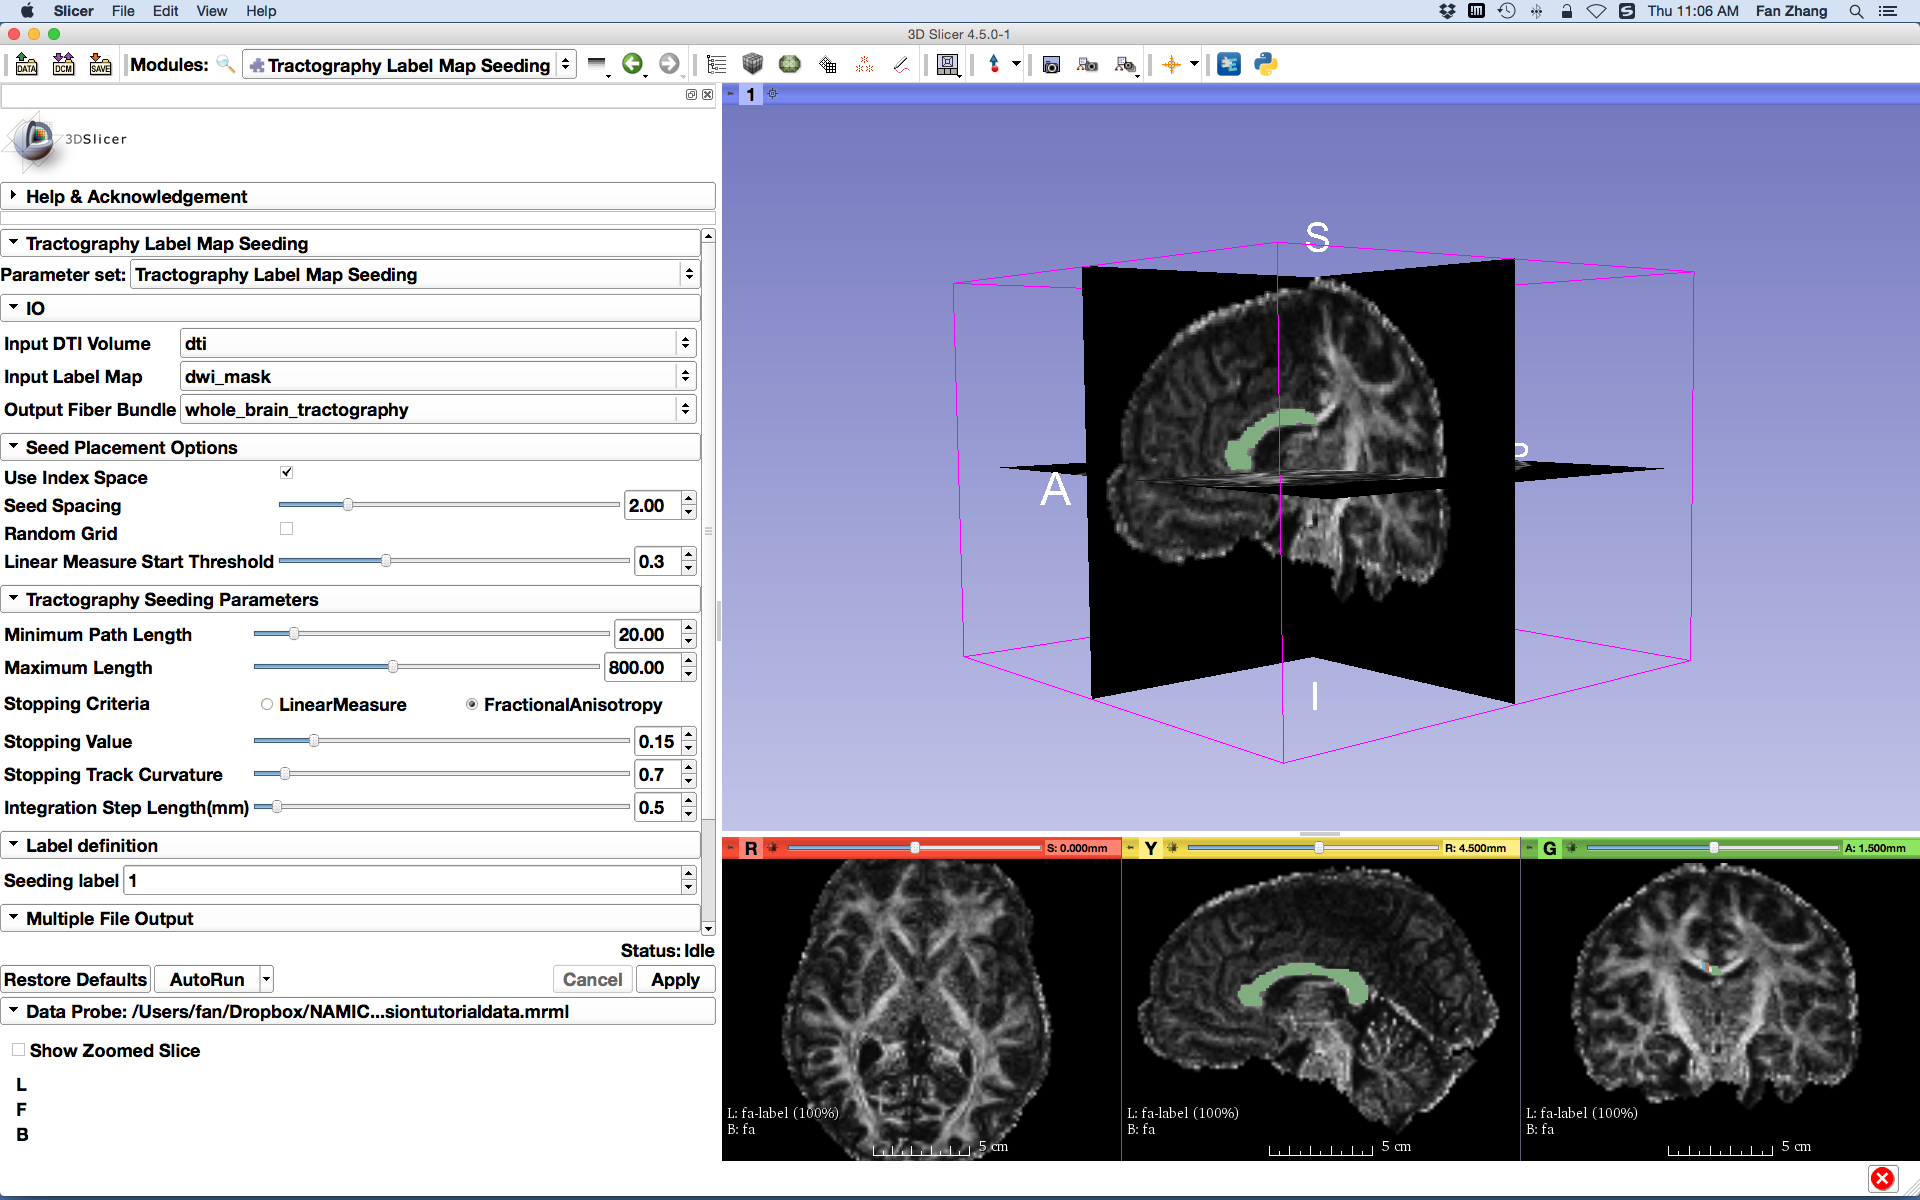 Slicer File Edit View Help Thu 11:06 AM Fan Zhang
3D Slicer 4.5.0-1
DATA DCM SAVE Modules: Tractography Label Map Seeding
1
3DSlicer
Help & Acknowledgement
Tractography Label Map Seeding
Parameter set: Tractography Label Map Seeding
IO
Input DTI Volume dti
Input Label Map dwi_mask
Output Fiber Bundle whole_brain_tractography
Seed Placement Options
Use Index Space
Seed Spacing 2.00
Random Grid
Linear Measure Start Threshold 0.3
Tractography Seeding Parameters
Minimum Path Length 20.00
Maximum Length 800.00
Stopping Criteria LinearMeasure FractionalAnisotropy
Stopping Value 0.15
Stopping Track Curvature 0.7
Integration Step Length(mm) 0.5
Label definition
Seeding label 1
Multiple File Output
Status: Idle
Restore Defaults AutoRun Cancel Apply
Data Probe: /Users/fan/Dropbox/NAMIC...siontutorialdata.mrml
Show Zoomed Slice
L
F
B
S
A
P
I
R S: 0.000mm
L: fa-label (100%)
B: fa
5 cm
Y R: 4.500mm
L: fa-label (100%)
B: fa
5 cm
G A: 1.500mm
L: fa-label (100%)
B: fa
5 cm